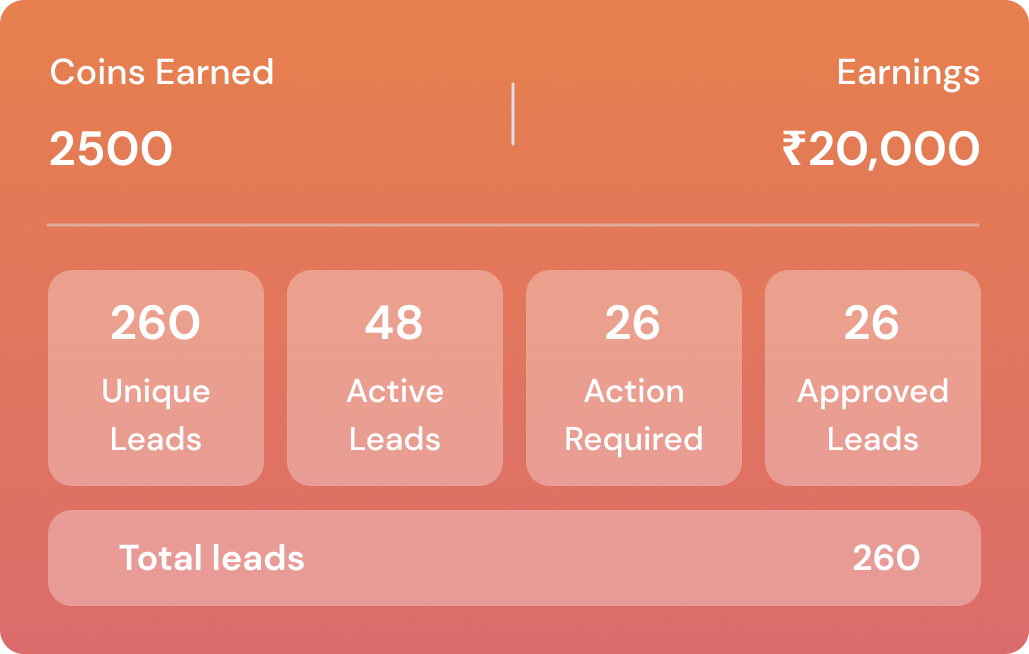 Coins Earned
Earnings
2500
₹20,000
260
Unique
Leads
48
Active
Leads
26
Action
Required
26
Approved
Leads
Total leads
260